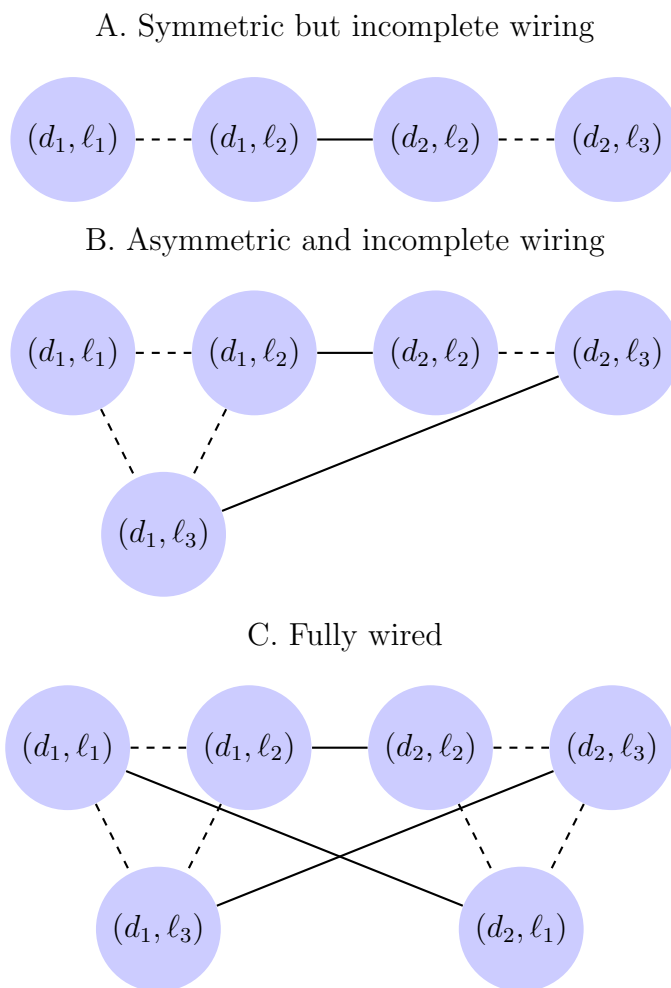 A. Symmetric but incomplete wiring
(d₁, ℓ₁) (d₁, ℓ₂) (d₂, ℓ₂) (d₂, ℓ₃)
B. Asymmetric and incomplete wiring
(d₁, ℓ₁) (d₁, ℓ₂) (d₂, ℓ₂) (d₂, ℓ₃)
(d₁, ℓ₃)
C. Fully wired
(d₁, ℓ₁) (d₁, ℓ₂) (d₂, ℓ₂) (d₂, ℓ₃)
(d₁, ℓ₃) (d₂, ℓ₁)